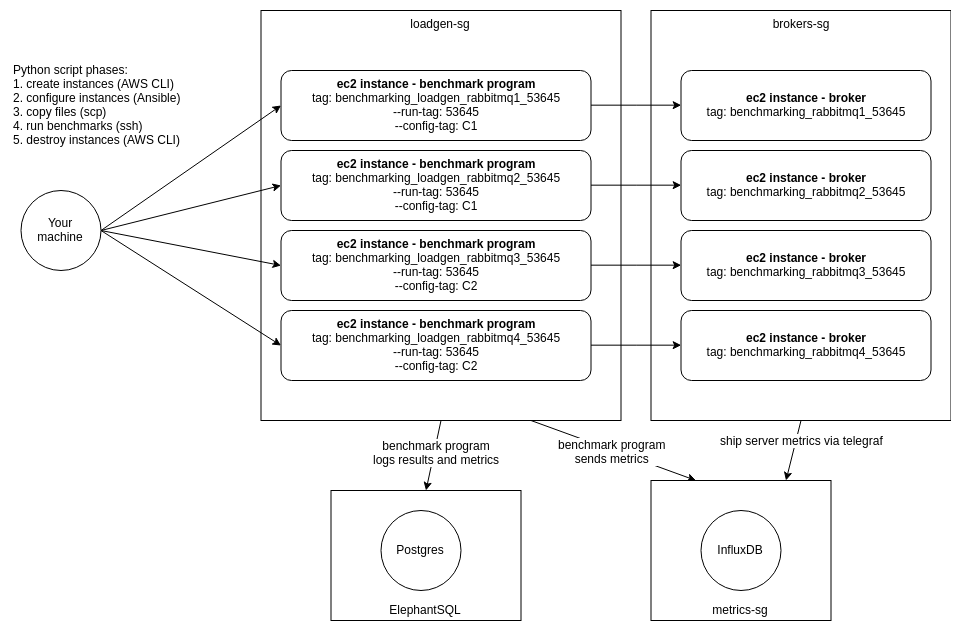 loadgen-sg
brokers-sg
Python script phases:
1. create instances (AWS CLI)
2. configure instances (Ansible)
3. copy files (scp)
4. run benchmarks (ssh)
5. destroy instances (AWS CLI)
Your
machine
ec2 instance - benchmark program
tag: benchmarking_loadgen_rabbitmq1_53645
--run-tag: 53645
--config-tag: C1
ec2 instance - broker
tag: benchmarking_rabbitmq1_53645
ec2 instance - benchmark program
tag: benchmarking_loadgen_rabbitmq2_53645
--run-tag: 53645
--config-tag: C1
ec2 instance - broker
tag: benchmarking_rabbitmq2_53645
ec2 instance - benchmark program
tag: benchmarking_loadgen_rabbitmq3_53645
--run-tag: 53645
--config-tag: C2
ec2 instance - broker
tag: benchmarking_rabbitmq3_53645
ec2 instance - benchmark program
tag: benchmarking_loadgen_rabbitmq4_53645
--run-tag: 53645
--config-tag: C2
ec2 instance - broker
tag: benchmarking_rabbitmq4_53645
benchmark program
logs results and metrics
benchmark program
sends metrics
ship server metrics via telegraf
Postgres
ElephantSQL
InfluxDB
metrics-sg